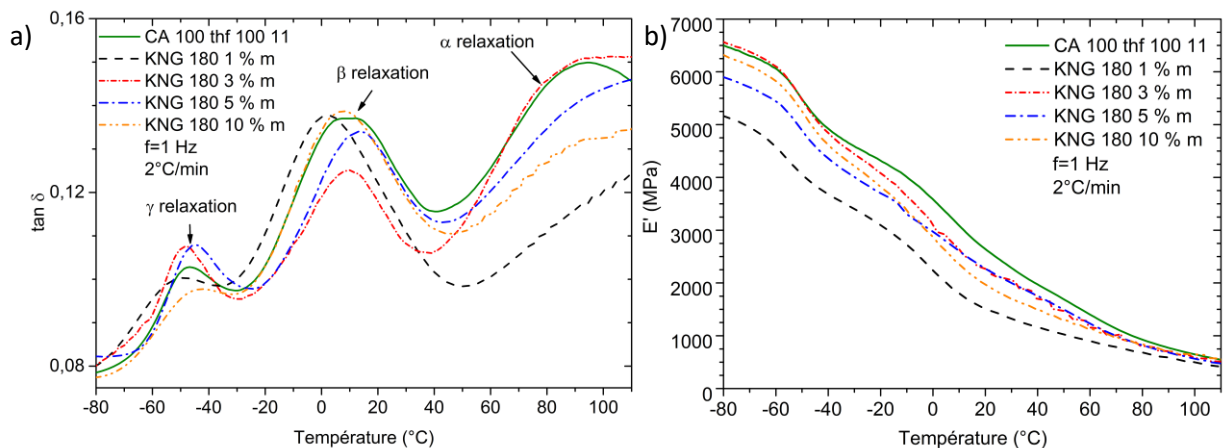 a)
0,16
0,12
0,08
tan δ
CA 100 thf 100 11
KNG 180 1 % m
KNG 180 3 % m
KNG 180 5 % m
KNG 180 10 % m
f=1 Hz
2°C/min
γ relaxation
β relaxation
α relaxation
-80 -60 -40 -20 0 20 40 60 80 100
Température (°C)
b)
7000
6000
5000
4000
3000
2000
1000
0
E' (MPa)
CA 100 thf 100 11
KNG 180 1 % m
KNG 180 3 % m
KNG 180 5 % m
KNG 180 10 % m
f=1 Hz
2°C/min
-80 -60 -40 -20 0 20 40 60 80 100
Température (°C)